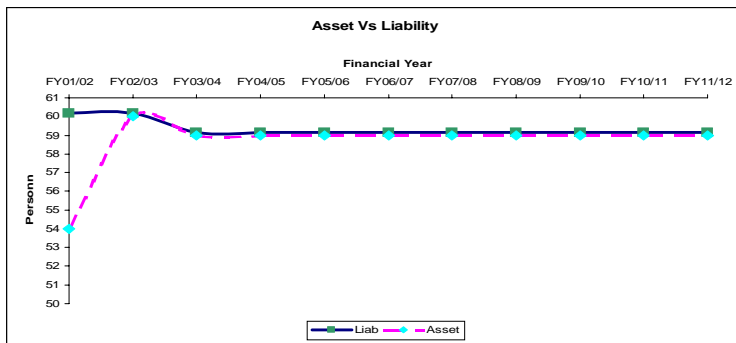 Asset Vs Liability
Financial Year
FY01/02 FY02/03 FY03/04 FY04/05 FY05/06 FY06/07 FY07/08 FY08/09 FY09/10 FY10/11 FY11/12
61
60
59
58
57
56
55
54
53
52
51
50
Personn
Liab Asset